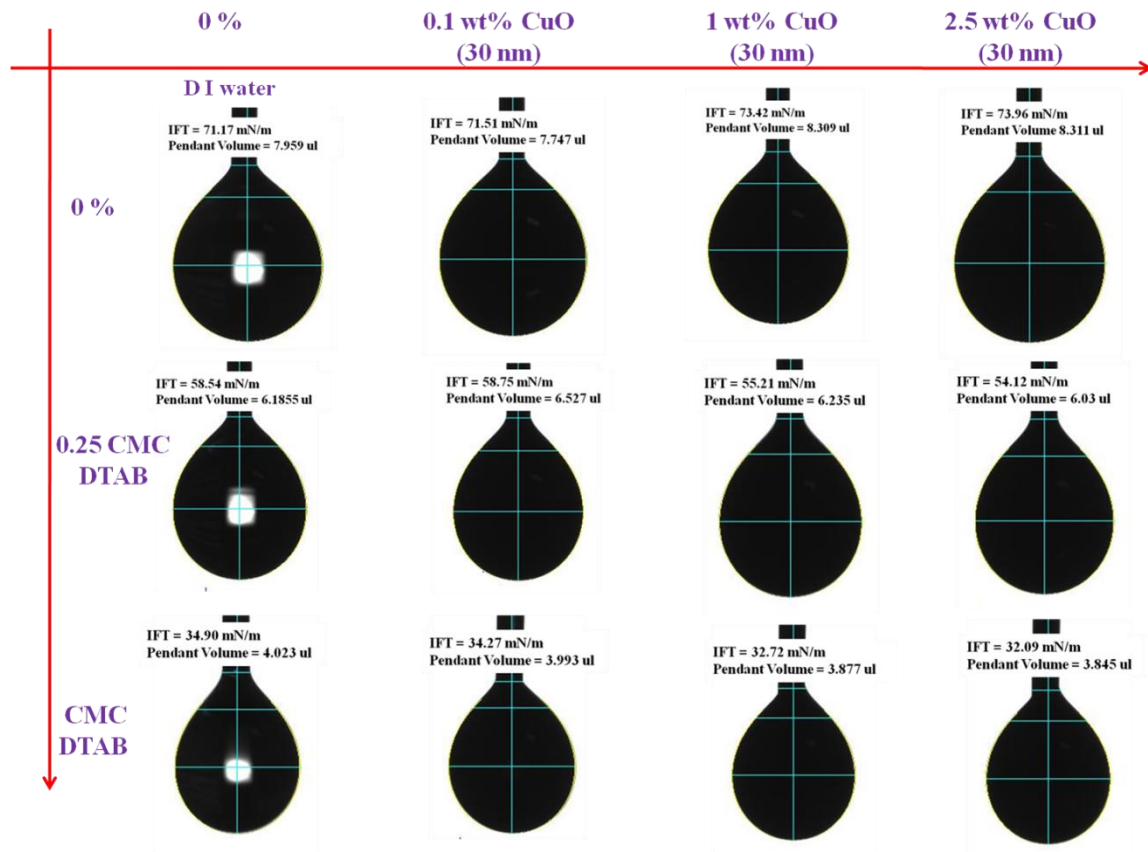 0 %
0.1 wt% CuO
(30 nm)
1 wt% CuO
(30 nm)
2.5 wt% CuO
(30 nm)
D I water
IFT = 71.17 mN/m
Pendant Volume = 7.959 ul
IFT = 71.51 mN/m
Pendant Volume = 7.747 ul
IFT = 73.42 mN/m
Pendant Volume = 8.309 ul
IFT = 73.96 mN/m
Pendant Volume 8.311 ul
0 %
IFT = 58.54 mN/m
Pendant Volume = 6.1855 ul
IFT = 58.75 mN/m
Pendant Volume = 6.527 ul
IFT = 55.21 mN/m
Pendant Volume = 6.235 ul
IFT = 54.12 mN/m
Pendant Volume = 6.03 ul
0.25 CMC
DTAB
IFT = 34.90 mN/m
Pendant Volume = 4.023 ul
IFT = 34.27 mN/m
Pendant Volume = 3.993 ul
IFT = 32.72 mN/m
Pendant Volume = 3.877 ul
IFT = 32.09 mN/m
Pendant Volume = 3.845 ul
CMC
DTAB